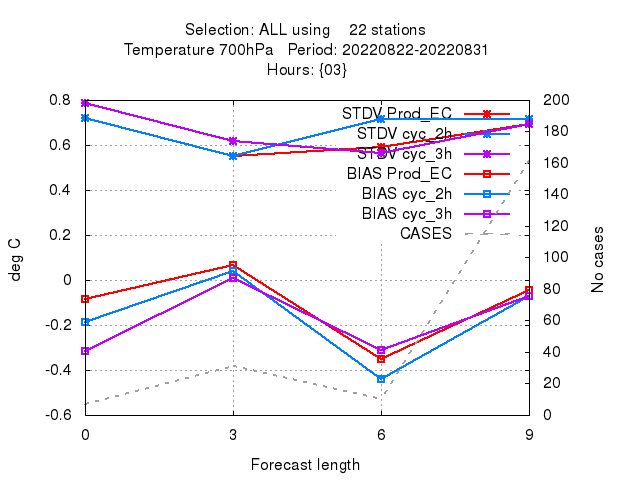 Selection: ALL using 22 stations
Temperature 700hPa Period: 20220822-20220831
Hours: {03}
0.8
0.6
0.4
0.2
0
-0.2
-0.4
-0.6
200
180
160
140
120
100
80
60
40
20
0
STDV Prod_EC
STDV cyc_2h
STDV cyc_3h
BIAS Prod_EC
BIAS cyc_2h
BIAS cyc_3h
CASES
deg C
No cases
0 3 6 9
Forecast length